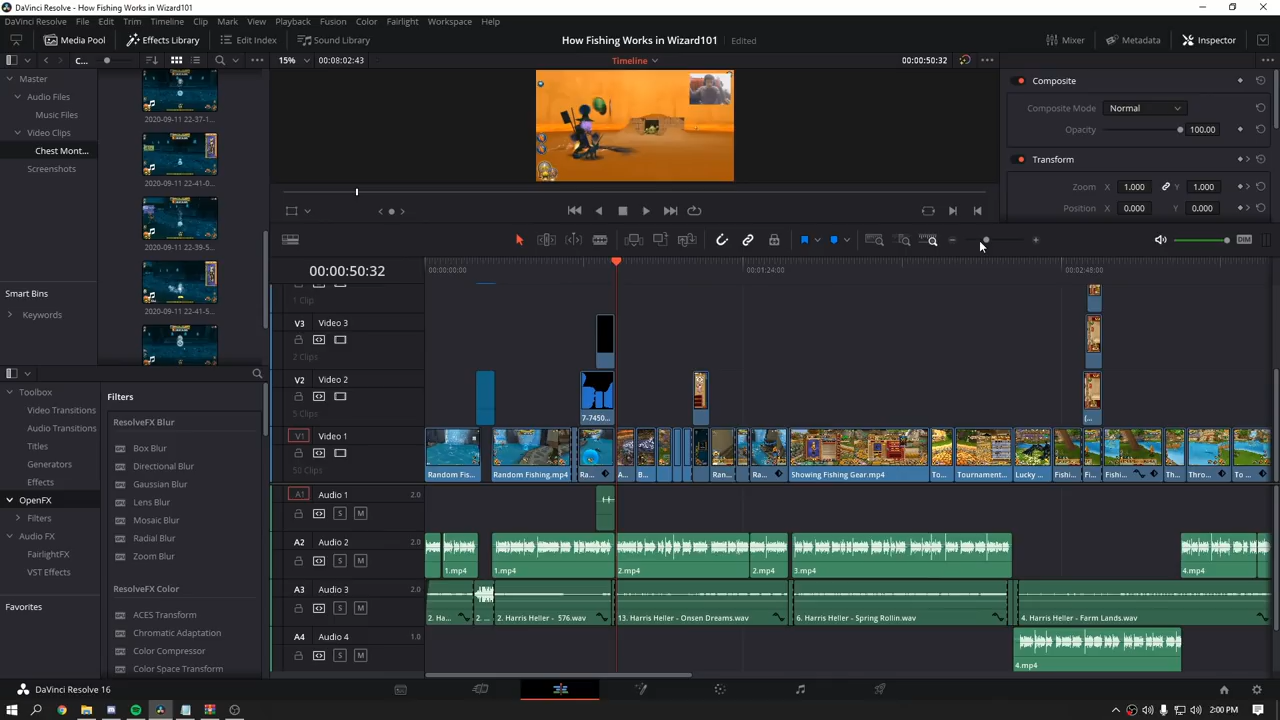 DaVinci Resolve - How Fishing Works in Wizard101
DaVinci Resolve File Edit Trim Timeline Clip Mark View Playback Fusion Color Fairlight Workspace Help
Media Pool Effects Library Edit Index Sound Library How Fishing Works in Wizard101 Edited Mixer Metadata Inspector
C... 15% 00:08:02:43 Timeline 00:00:50:32
Master
Audio Files
Music Files
Video Clips
Chest Mont...
Screenshots
2020-09-11 22-37-1...
2020-09-11 22-41-0...
2020-09-11 22-39-5...
2020-09-11 22-41-5...
Smart Bins
Keywords
Composite
Composite Mode Normal
Opacity 100.00
Transform
Zoom X 1.000 Y 1.000
Position X 0.000 Y 0.000
DIM
00:00:50:32
00:00:00:00 00:01:24:00 00:02:48:00
1 Clip
V3 Video 3
2 Clips
V2 Video 2
5 Clips
7-7450...
(...
V1 Video 1
50 Clips
Random Fis... Random Fishing.mp4 Ra... A... B... Ran... Ra... Showing Fishing Gear.mp4 To... Tournament... Lucky ... Fishi... Fi... Fishi... Thro... To ...
A1 Audio 1 2.0
S M
A2 Audio 2 2.0
S M
1.mp4 1.mp4 2.mp4 2.mp4 3.mp4 4.mp4
A3 Audio 3 2.0
S M
2. Ha... 2. ... 2. Harris Heller - 576.wav 13. Harris Heller - Onsen Dreams.wav 6. Harris Heller - Spring Rollin.wav 4. Harris Heller - Farm Lands.wav
A4 Audio 4 1.0
S M
4.mp4
Toolbox
Video Transitions
Audio Transitions
Titles
Generators
Effects
OpenFX
Filters
Audio FX
FairlightFX
VST Effects
Favorites
Filters
ResolveFX Blur
Box Blur
Directional Blur
Gaussian Blur
Lens Blur
Mosaic Blur
Radial Blur
Zoom Blur
ResolveFX Color
ACES Transform
Chromatic Adaptation
Color Compressor
Color Space Transform
DaVinci Resolve 16
2:00 PM